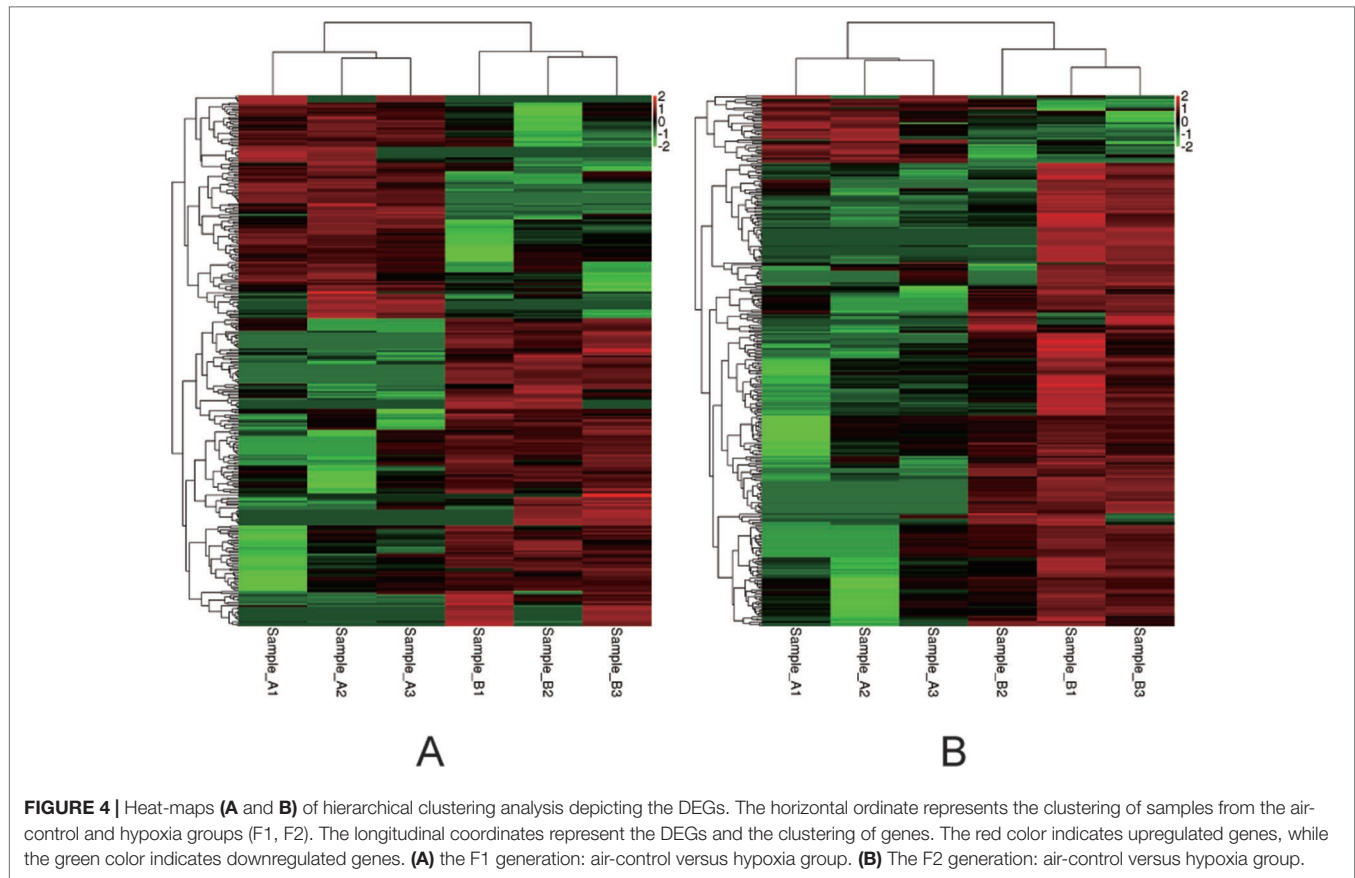 2
1
0
-1
-2
2
1
0
-1
-2
Sample_A1
Sample_A2
Sample_A3
Sample_B1
Sample_B2
Sample_B3
Sample_A1
Sample_A2
Sample_A3
Sample_B2
Sample_B1
Sample_B3
A
B
FIGURE 4 | Heat-maps (A and B) of hierarchical clustering analysis depicting the DEGs. The horizontal ordinate represents the clustering of samples from the air-
control and hypoxia groups (F1, F2). The longitudinal coordinates represent the DEGs and the clustering of genes. The red color indicates upregulated genes, while
the green color indicates downregulated genes. (A) the F1 generation: air-control versus hypoxia group. (B) The F2 generation: air-control versus hypoxia group.